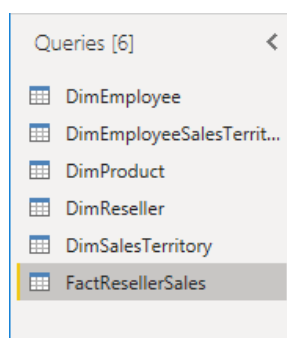 Queries [6]
DimEmployee
DimEmployeeSalesTerrit...
DimProduct
DimReseller
DimSalesTerritory
FactResellerSales